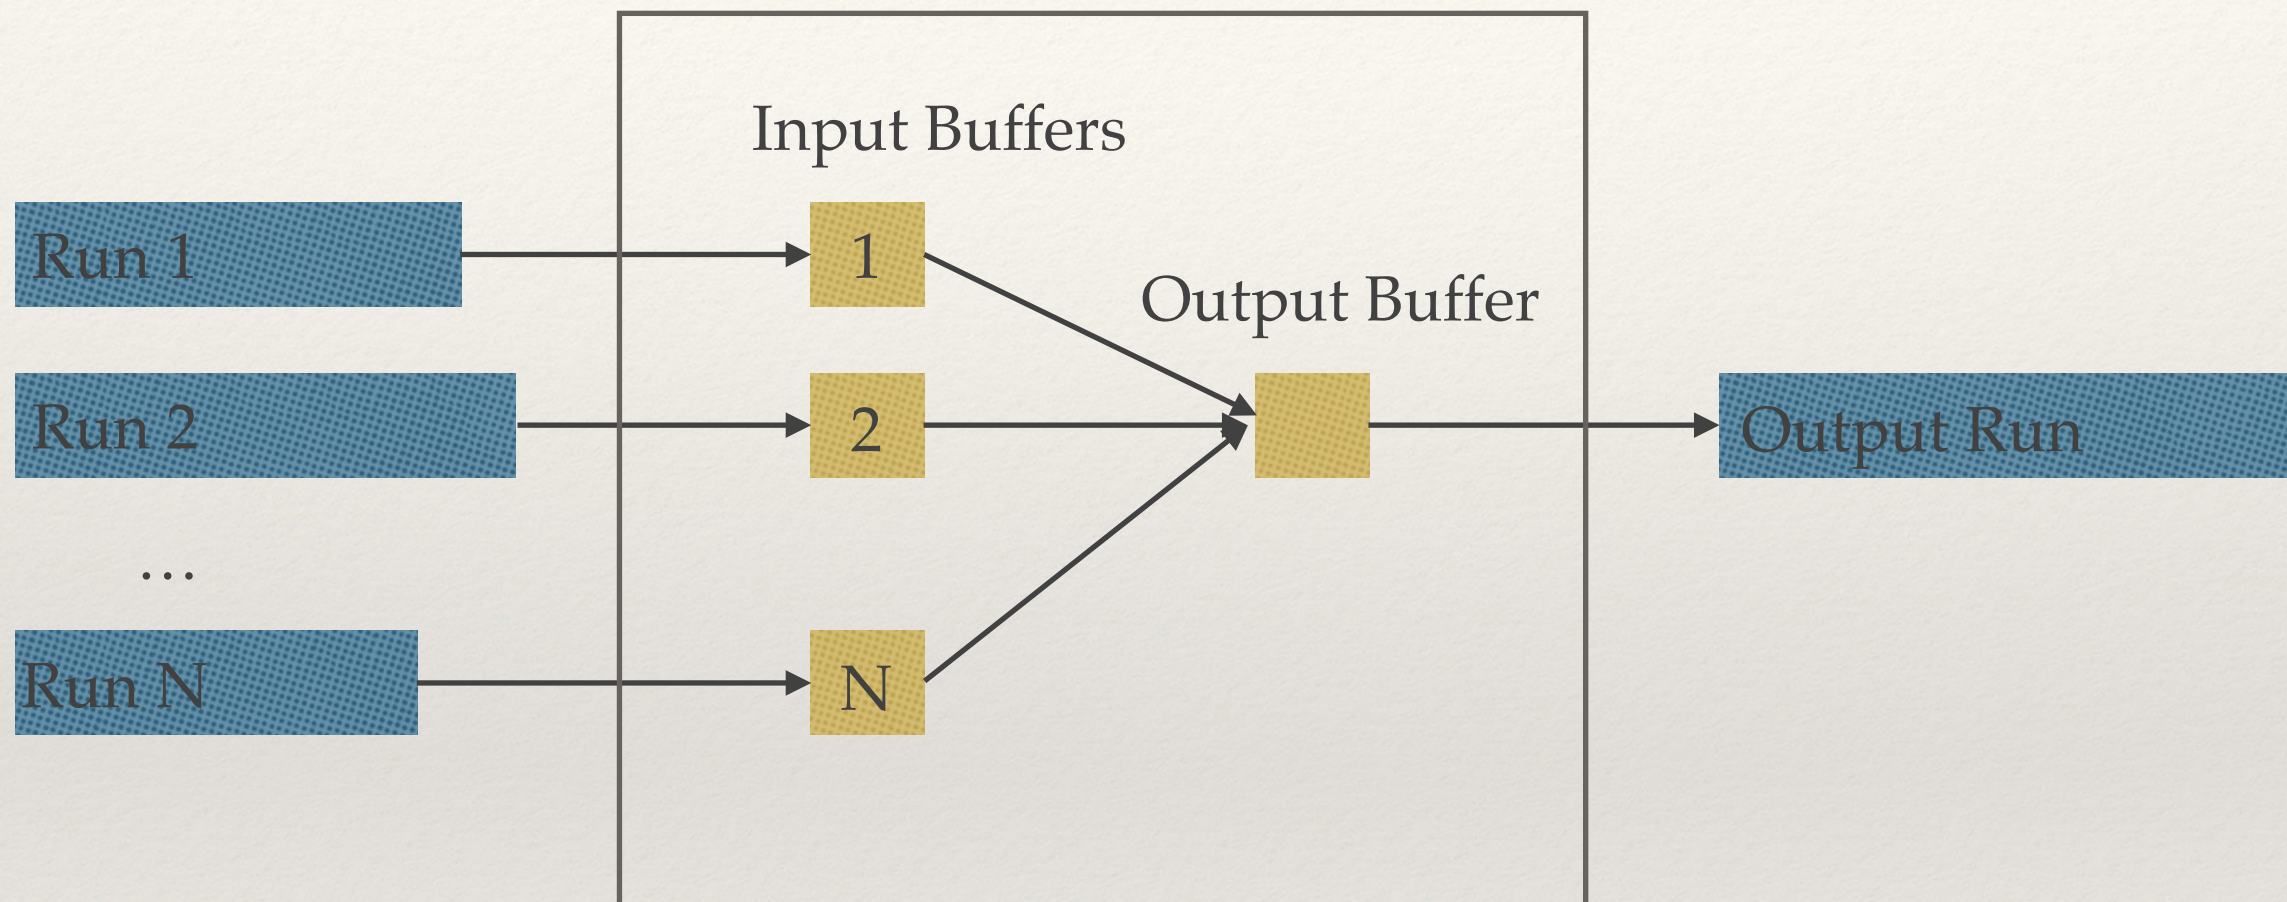 Input Buffers
Run 1
1
Output Buffer
Run 2
2
Output Run
...
Run N
N